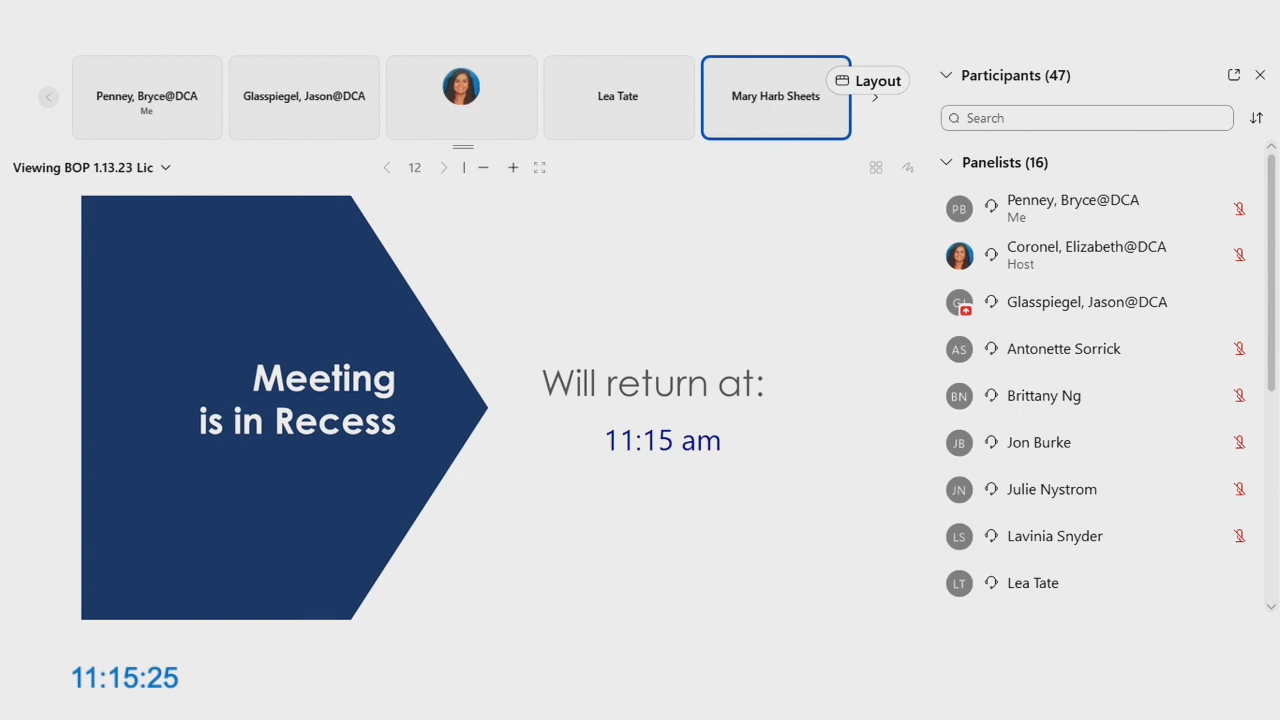 Penney, Bryce@DCA
Me
Glasspiegel, Jason@DCA
Lea Tate
Mary Harb Sheets
Layout
Viewing BOP 1.13.23 Lic
12
Meeting
is in Recess
Will return at:
11:15 am
11:15:25
Participants (47)
Search
Panelists (16)
PB
Penney, Bryce@DCA
Me
Coronel, Elizabeth@DCA
Host
GJ
Glasspiegel, Jason@DCA
AS
Antonette Sorrick
BN
Brittany Ng
JB
Jon Burke
JN
Julie Nystrom
LS
Lavinia Snyder
LT
Lea Tate